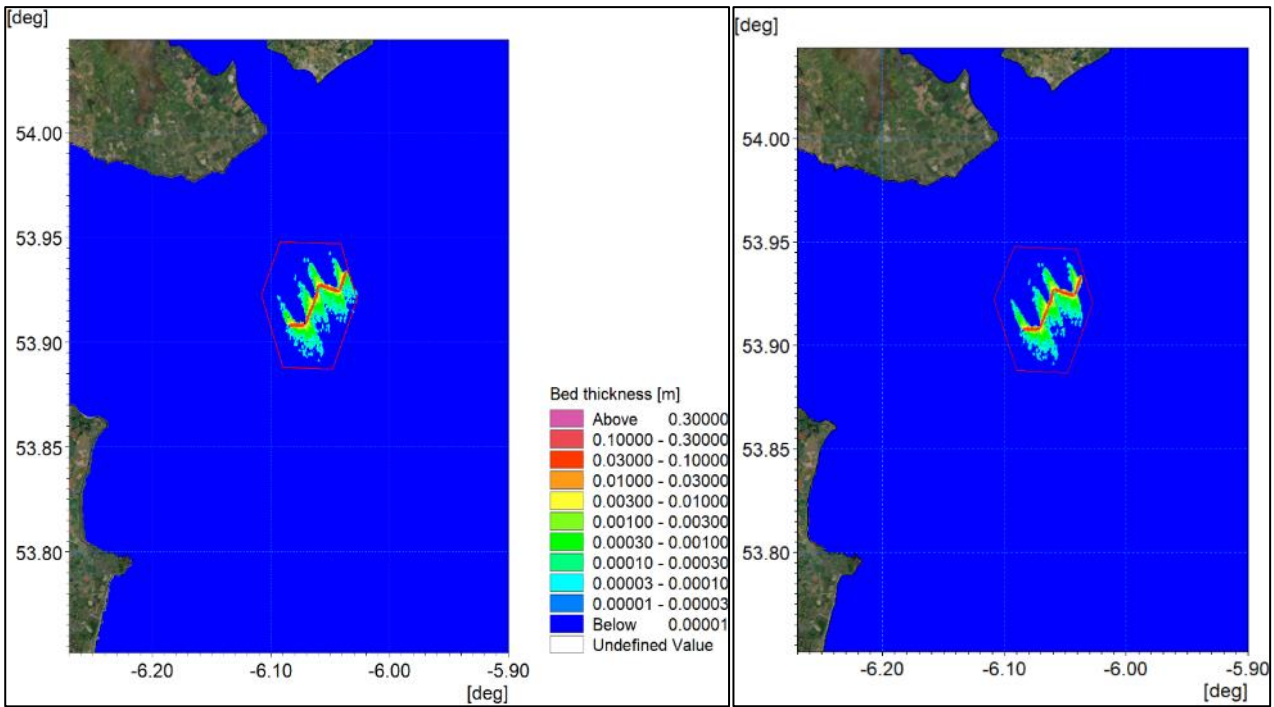 [deg]
54.00
53.95
53.90
53.85
53.80
-6.20 -6.10 -6.00 -5.90
[deg]
Bed thickness [m]
Above 0.30000
0.10000 - 0.30000
0.03000 - 0.10000
0.01000 - 0.03000
0.00300 - 0.01000
0.00100 - 0.00300
0.00030 - 0.00100
0.00010 - 0.00030
0.00003 - 0.00010
0.00001 - 0.00003
Below 0.00001
Undefined Value
[deg]
54.00
53.95
53.90
53.85
53.80
-6.20 -6.10 -6.00 -5.90
[deg]